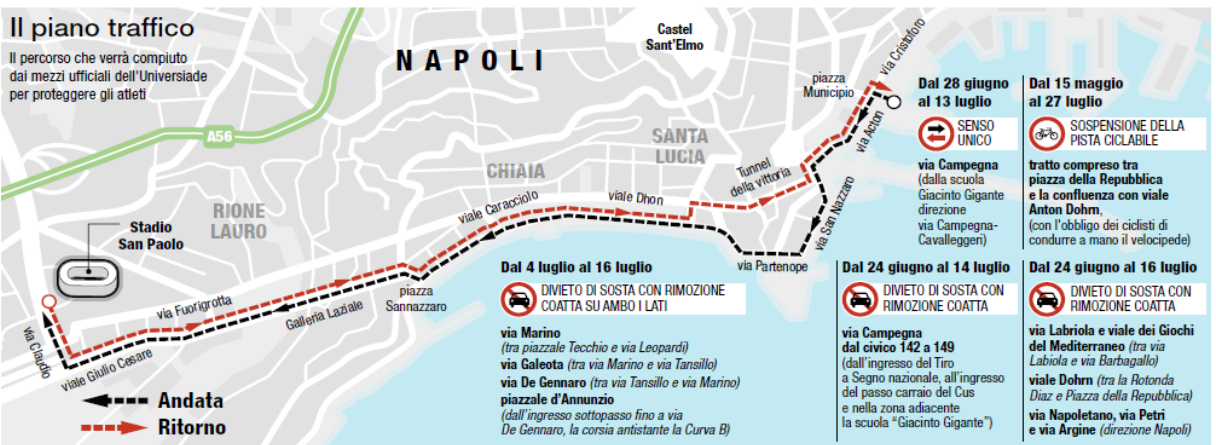 Il piano traffico
Il percorso che verrà compiuto
dai mezzi ufficiali dell'Universiade
per proteggere gli atleti
NAPOLI
Castel
Sant'Elmo
A56
piazza
Municipio
via Cristoforo
via Acton
SANTA
LUCIA
CHIAIA
Tunnel
della vittoria
viale Caracciolo
viale Dhon
via San Nazzaro
via Partenope
RIONE
LAURO
Stadio
San Paolo
via Claudio
via Fuorigrotta
Galleria Laziale
piazza
Sannazzaro
viale Giulio Cesare
Andata
Ritorno
Dal 28 giugno
al 13 luglio
SENSO
UNICO
via Campegna
(dalla scuola
Giacinto Gigante
direzione
via Campegna-
Cavalleggeri)
Dal 15 maggio
al 27 luglio
SOSPENSIONE DELLA
PISTA CICLABILE
tratto compreso tra
piazza della Repubblica
e la confluenza con viale
Anton Dohrn,
(con l'obbligo dei ciclisti di
condurre a mano il velocipede)
Dal 4 luglio al 16 luglio
DIVIETO DI SOSTA CON RIMOZIONE
COATTA SU AMBO I LATI
via Marino
(tra piazzale Tecchio e via Leopardi)
via Galeota (tra via Marino e via Tansillo)
via De Gennaro (tra via Tansillo e via Marino)
piazzale d'Annunzio
(dall'ingresso sottopasso fino a via
De Gennaro, la corsia antistante la Curva B)
Dal 24 giugno al 14 luglio
DIVIETO DI SOSTA CON
RIMOZIONE COATTA
via Campegna
dal civico 142 a 149
(dall'ingresso del Tiro
a Segno nazionale, all'ingresso
del passo carraio del Cus
e nella zona adiacente
la scuola "Giacinto Gigante")
Dal 24 giugno al 16 luglio
DIVIETO DI SOSTA CON
RIMOZIONE COATTA
via Labriola e viale dei Giochi
del Mediterraneo (tra via
Labiola e via Barbagallo)
viale Dohrn (tra la Rotonda
Diaz e Piazza della Repubblica)
via Napoletano, via Petri
e via Argine (direzione Napoli)